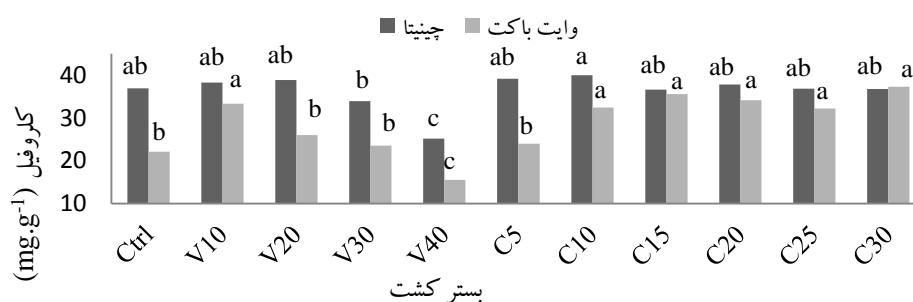 چینیتا وایت باکت
کلروفیل (mg.g-1)
40
30
20
10
ab b ab a ab b b b c c ab b a a ab a ab a ab a ab a
Ctrl V10 V20 V30 V40 C5 C10 C15 C20 C25 C30
بستر کشت